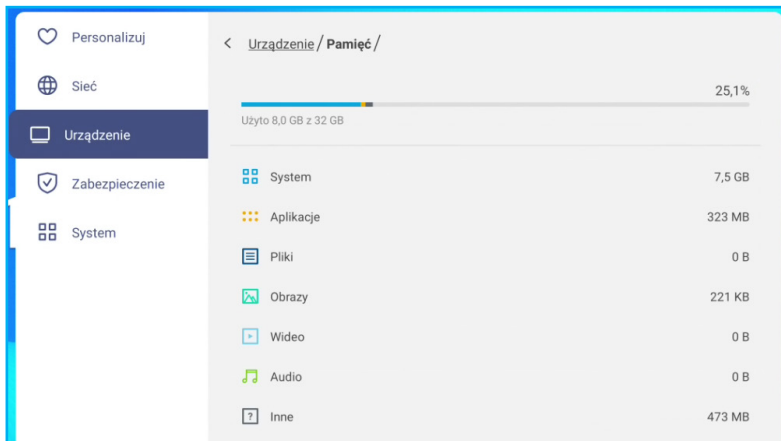 Personalizuj
Sieć
Urządzenie
Zabezpieczenie
System
< Urządzenie / Pamięć /
25,1%
Użyto 8,0 GB z 32 GB
System 7,5 GB
Aplikacje 323 MB
Pliki 0 B
Obrazy 221 KB
Wideo 0 B
Audio 0 B
? Inne 473 MB